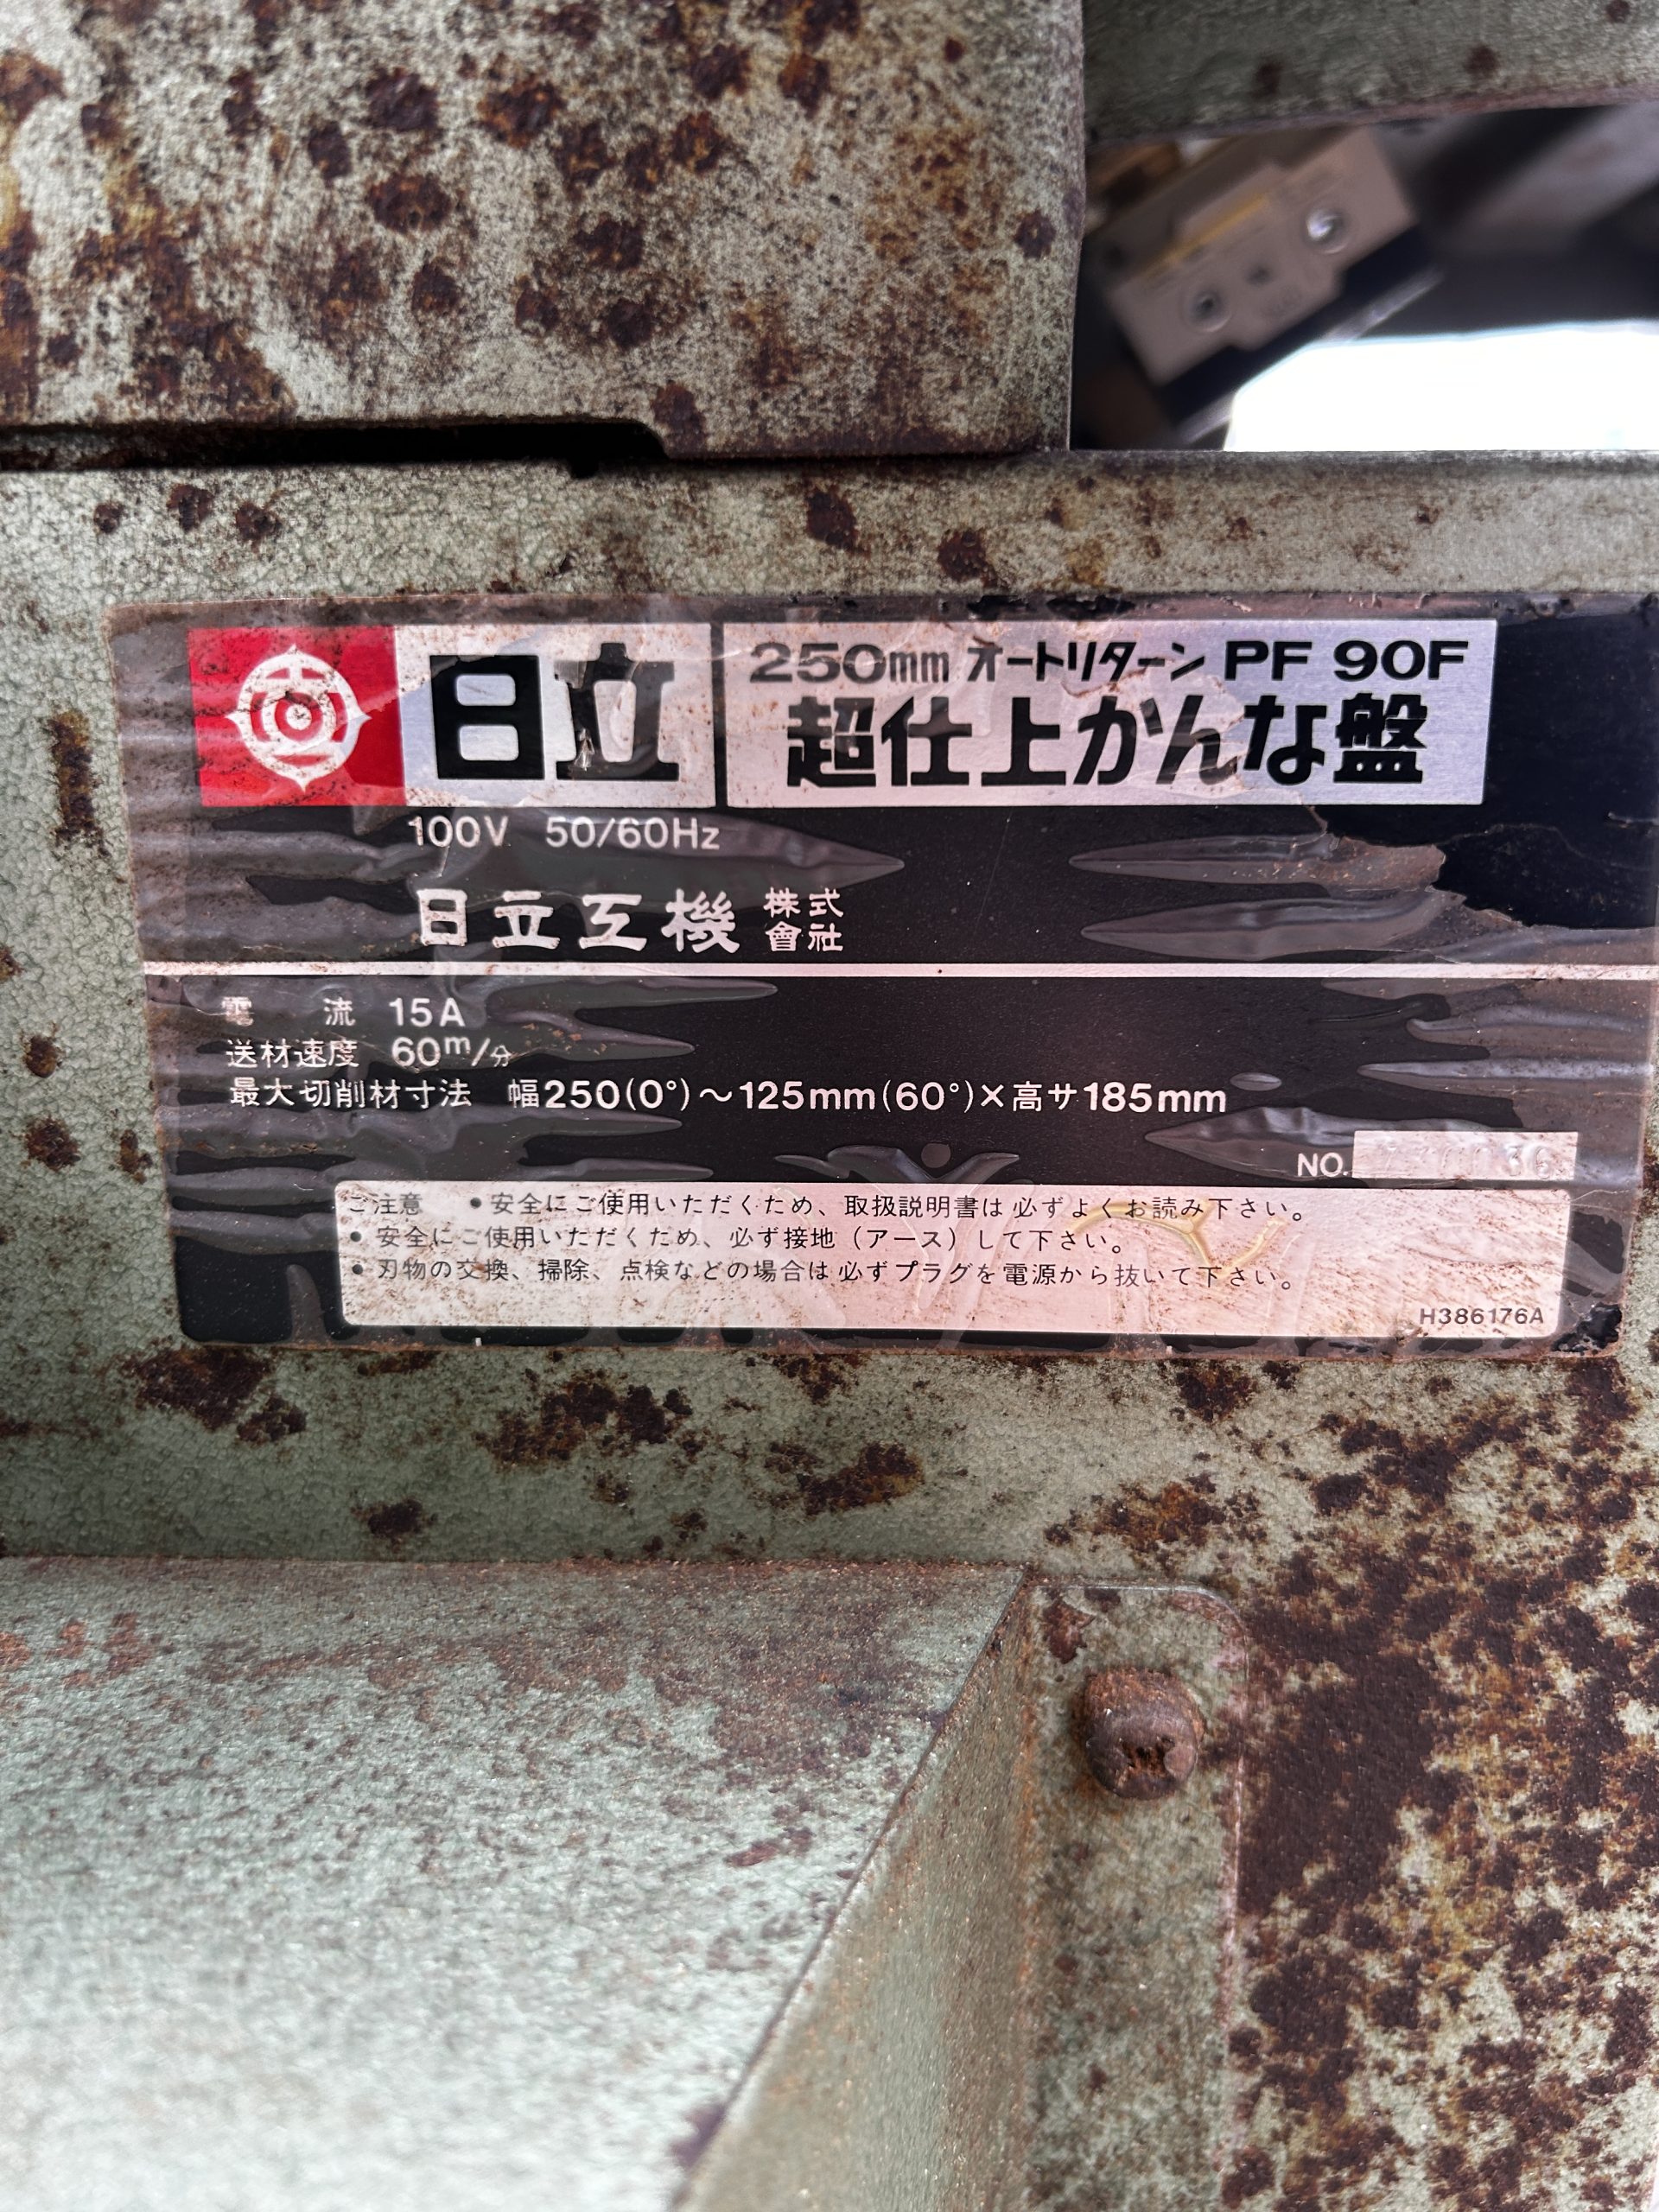 日立
250mm オートリターン PF 90F
超仕上かんな盤
100V 50/60Hz
日立工機 株式會社
電流 15A
送材速度 60m/分
最大切削材寸法 幅250(0°)〜125mm(60°)×高サ185mm
NO.
ご注意 •安全にご使用いただくため、取扱説明書は必ずよくお読み下さい。
• 安全にご使用いただくため、必ず接地（アース）して下さい。
• 刃物の交換、掃除、点検などの場合は必ずプラグを電源から抜いて下さい。
H386176A